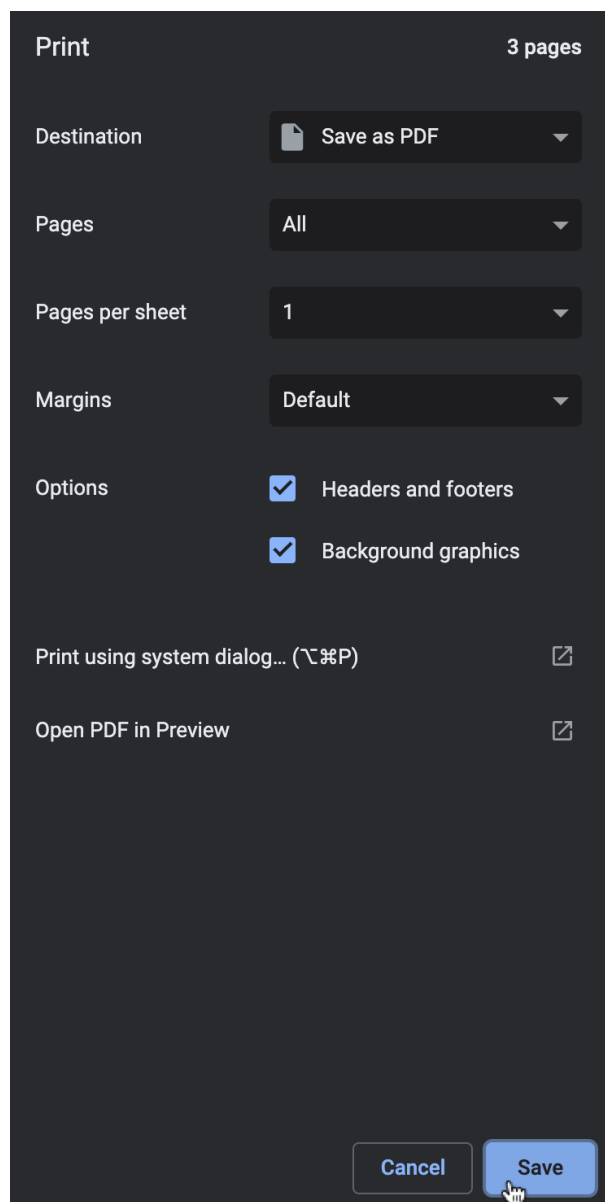 Print 3 pages
Destination Save as PDF
Pages All
Pages per sheet 1
Margins Default
Options Headers and footers
Background graphics
Print using system dialog... (⌥⌘P)
Open PDF in Preview
Cancel Save